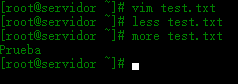 [root@servidor ~]# vim test.txt
[root@servidor ~]# less test.txt
[root@servidor ~]# more test.txt
Prueba
[root@servidor ~]#